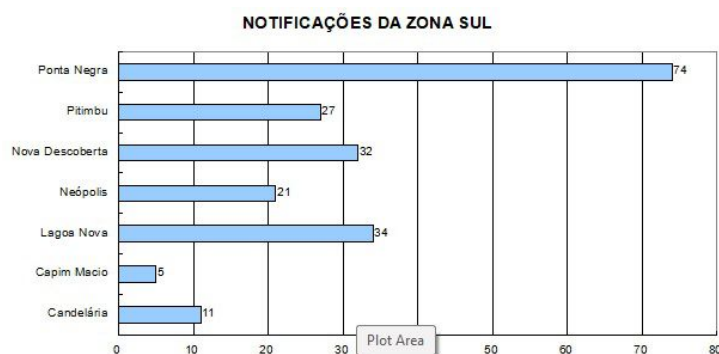 NOTIFICAÇÕES DA ZONA SUL
Ponta Negra 74
Pitimbu 27
Nova Descoberta 32
Neópolis 21
Lagoa Nova 34
Capim Macio 5
Candelária 11
0 10 20 30 50 60 70 80
Plot Area